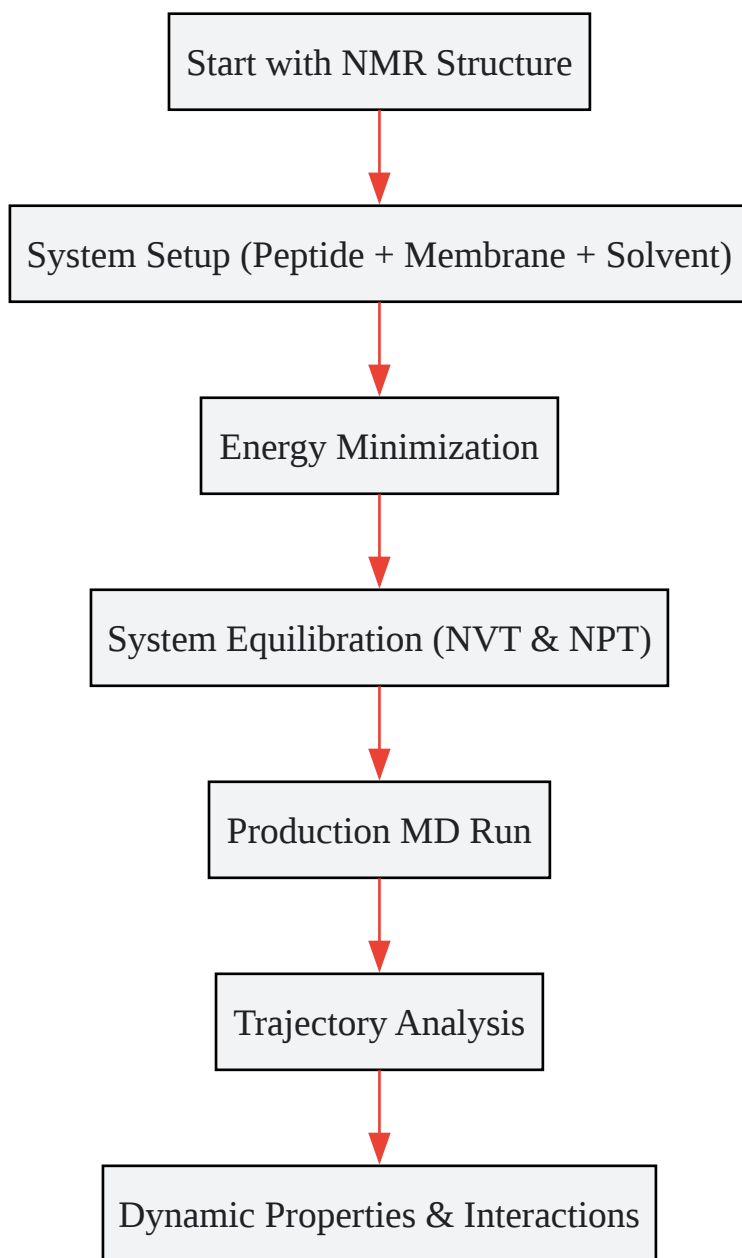 Start with NMR Structure
System Setup (Peptide + Membrane + Solvent)
Energy Minimization
System Equilibration (NVT & NPT)
Production MD Run
Trajectory Analysis
Dynamic Properties & Interactions